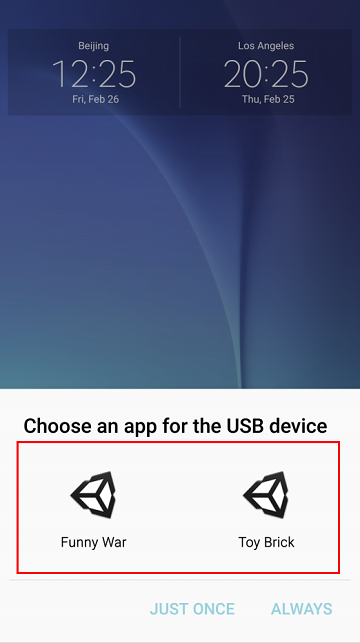 Beijing
12:25
Fri, Feb 26
Los Angeles
20:25
Thu, Feb 25
Choose an app for the USB device
Funny War
Toy Brick
JUST ONCE
ALWAYS